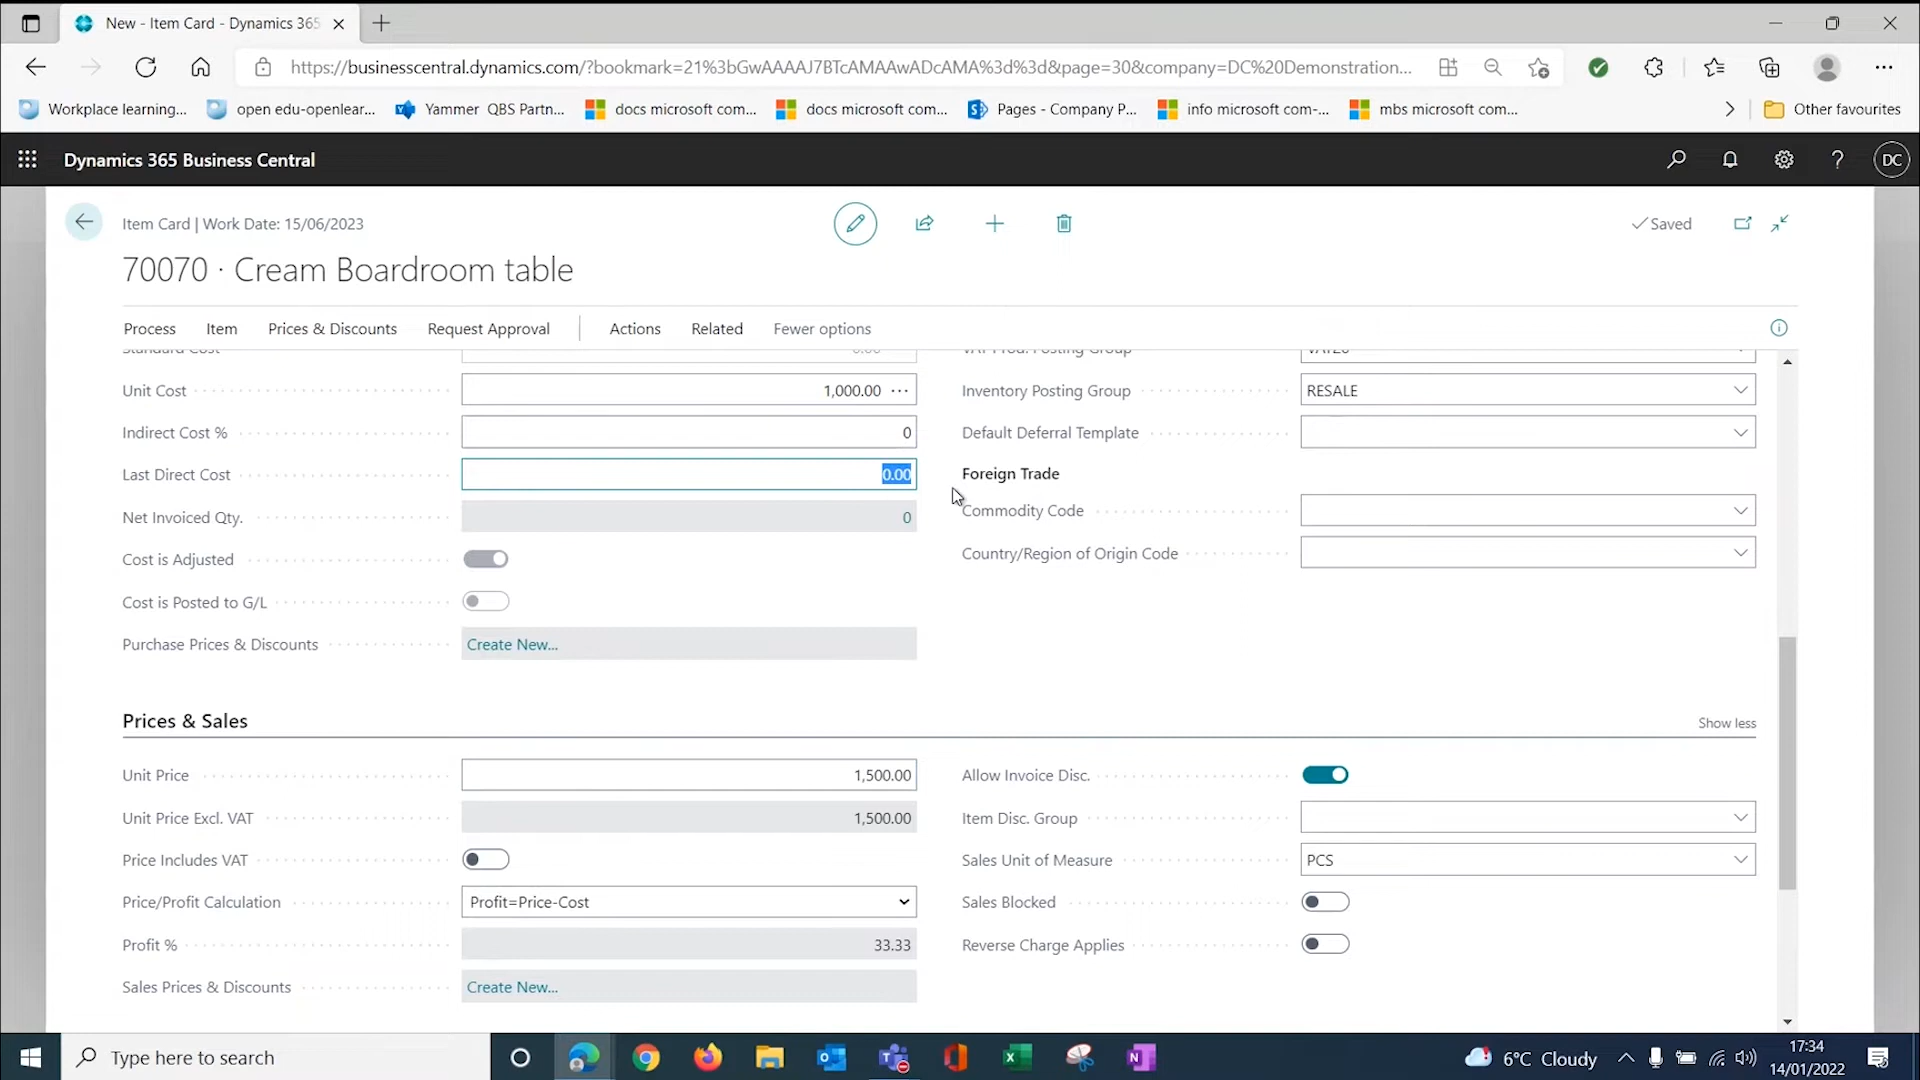 New - Item Card - Dynamics 365
https://businesscentral.dynamics.com/?bookmark=21%3bGwAAAAJ7BTcAMAAwADcAMA%3d%3d&page=30&company=DC%20Demonstration...
Workplace learning... open edu-openlear... Yammer QBS Partn... docs microsoft com... docs microsoft com... Pages - Company P... info microsoft com-... mbs microsoft com... Other favourites
Dynamics 365 Business Central DC
Item Card | Work Date: 15/06/2023 Saved
70070 · Cream Boardroom table
Process Item Prices & Discounts Request Approval Actions Related Fewer options
Standard Cost 0.00 VAT Prod. Posting Group VAT20
Unit Cost 1,000.00 ··· Inventory Posting Group RESALE
Indirect Cost % 0 Default Deferral Template
Last Direct Cost 0.00 Foreign Trade
Net Invoiced Qty. 0 Commodity Code
Cost is Adjusted Country/Region of Origin Code
Cost is Posted to G/L
Purchase Prices & Discounts Create New...
Prices & Sales Show less
Unit Price 1,500.00 Allow Invoice Disc.
Unit Price Excl. VAT 1,500.00 Item Disc. Group
Price Includes VAT Sales Unit of Measure PCS
Price/Profit Calculation Profit=Price-Cost Sales Blocked
Profit % 33.33 Reverse Charge Applies
Sales Prices & Discounts Create New...
Type here to search 6°C Cloudy 17:34
14/01/2022